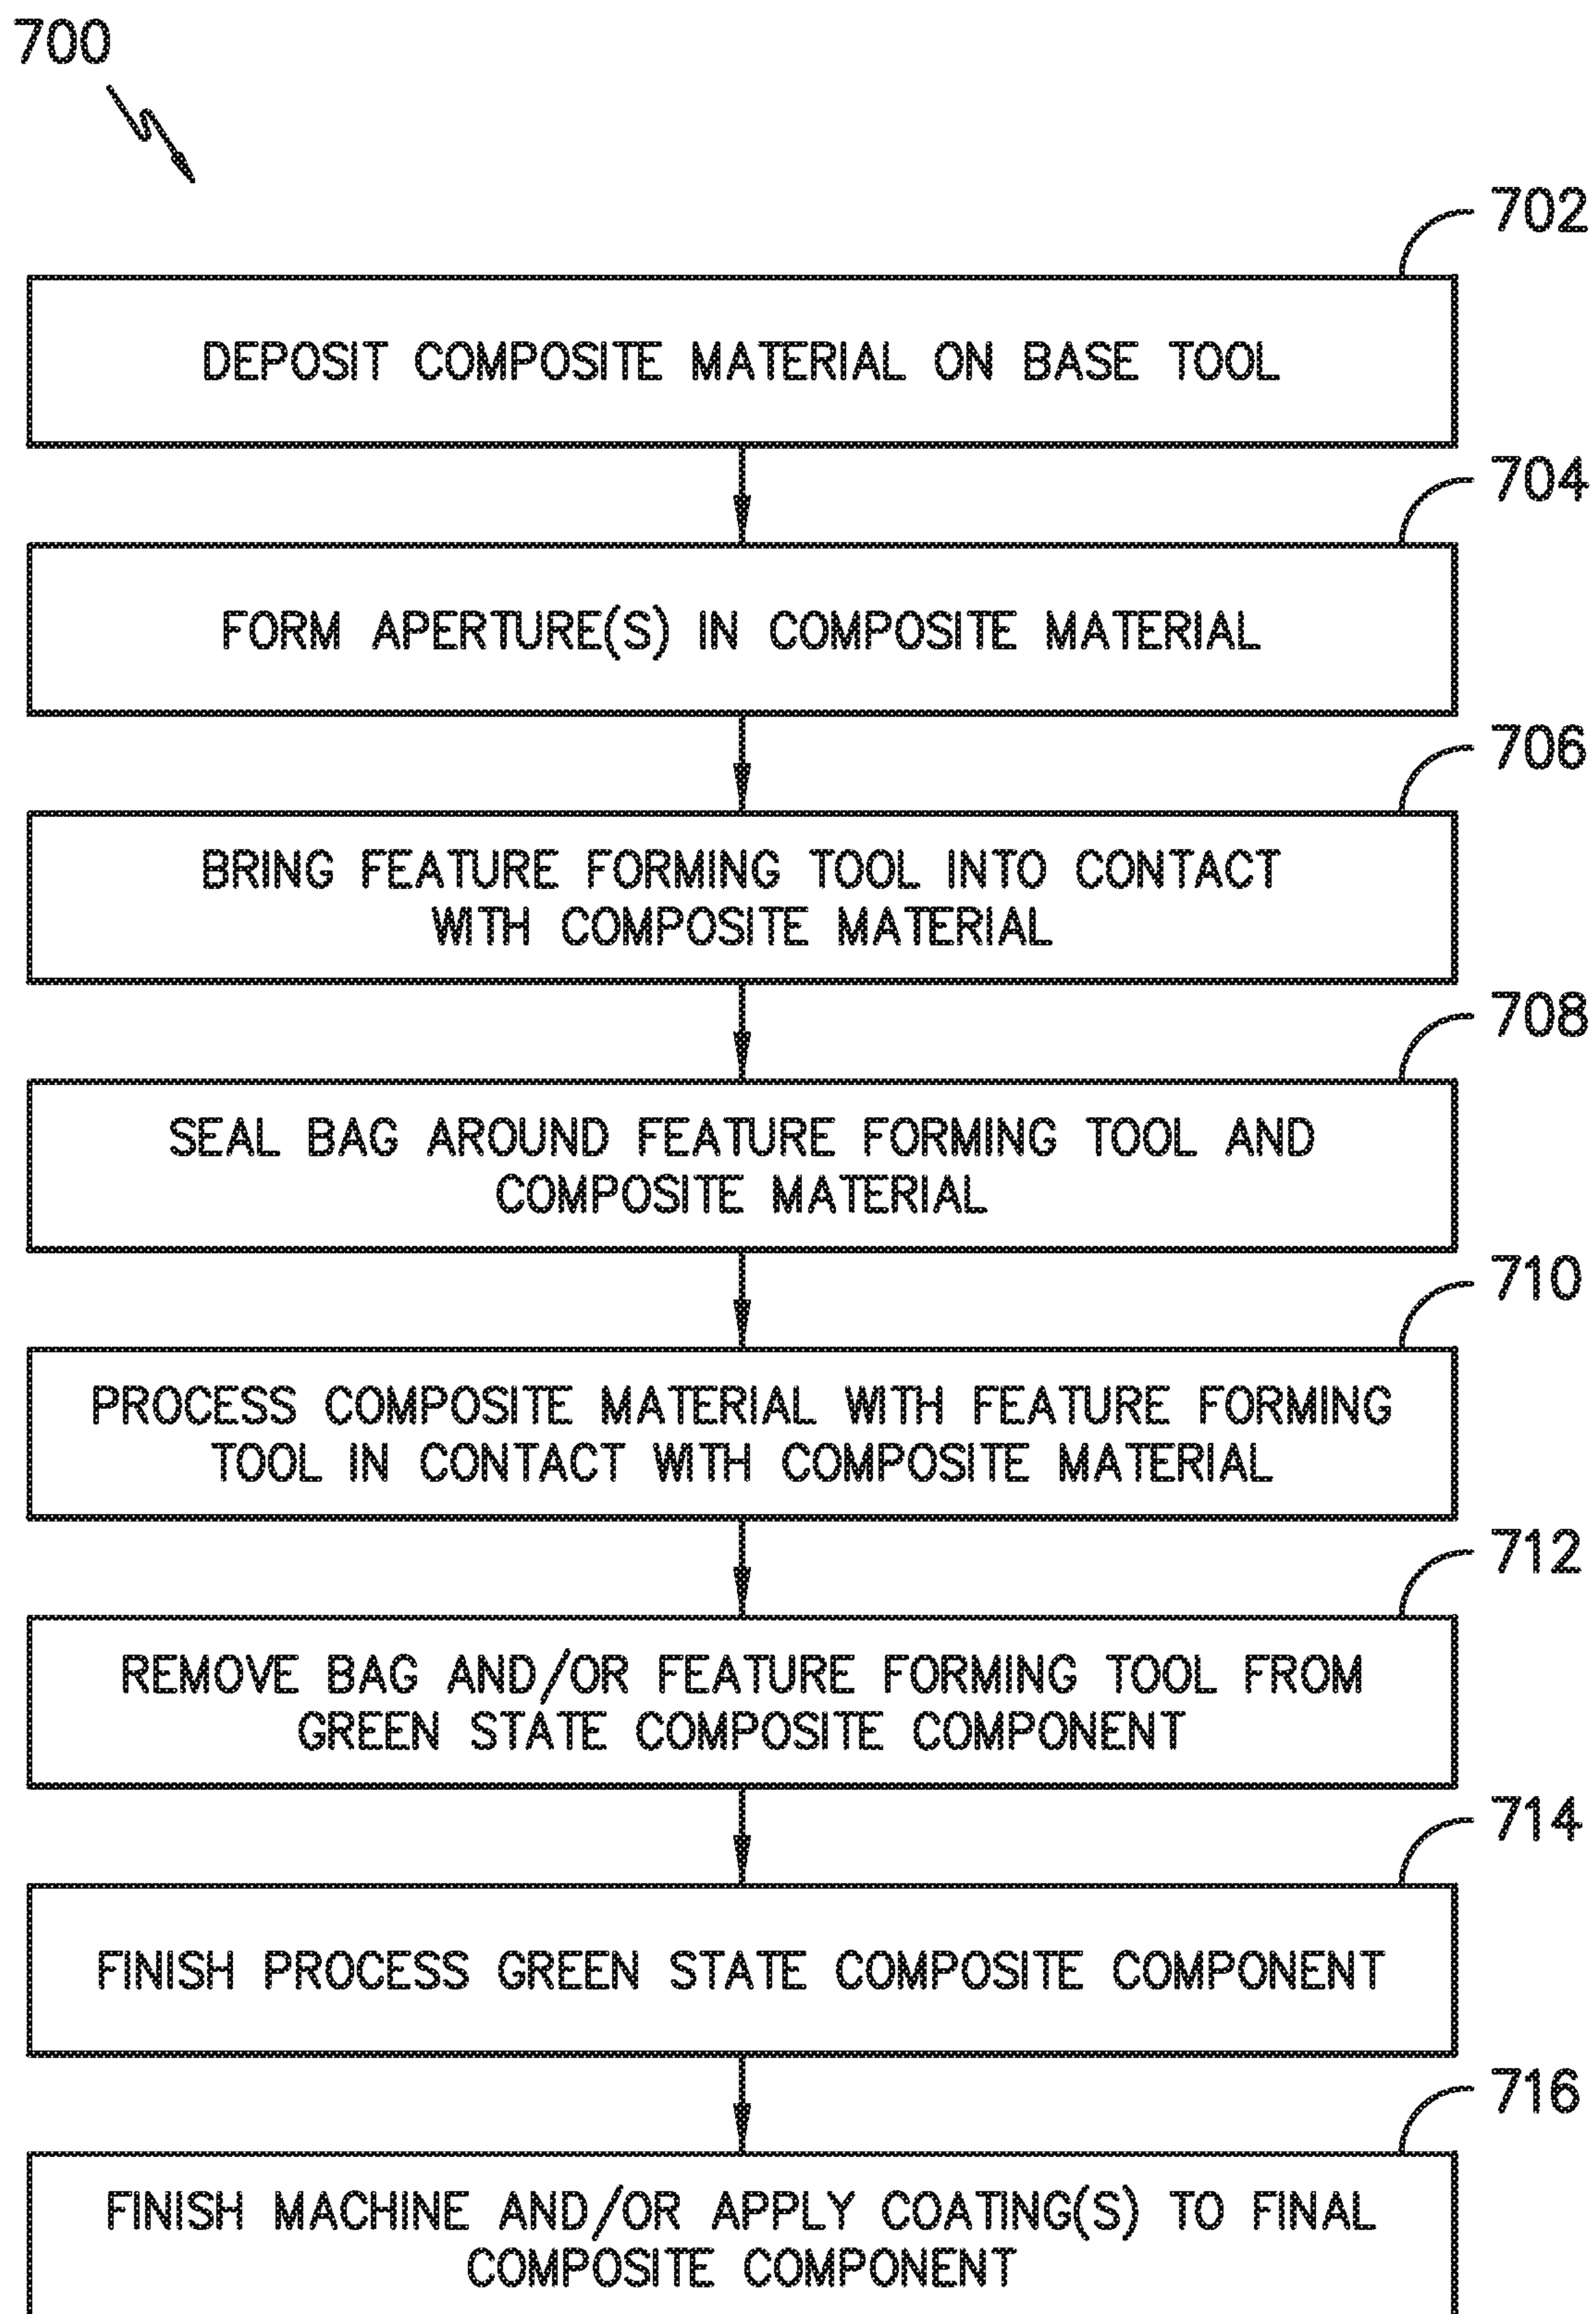 700
702
DEPOSIT COMPOSITE MATERIAL ON BASE TOOL
704
FORM APERTURE(S) IN COMPOSITE MATERIAL
706
BRING FEATURE FORMING TOOL INTO CONTACT
WITH COMPOSITE MATERIAL
708
SEAL BAG AROUND FEATURE FORMING TOOL AND
COMPOSITE MATERIAL
710
PROCESS COMPOSITE MATERIAL WITH FEATURE FORMING
TOOL IN CONTACT WITH COMPOSITE MATERIAL
712
REMOVE BAG AND/OR FEATURE FORMING TOOL FROM
GREEN STATE COMPOSITE COMPONENT
714
FINISH PROCESS GREEN STATE COMPOSITE COMPONENT
716
FINISH MACHINE AND/OR APPLY COATING(S) TO FINAL
COMPOSITE COMPONENT